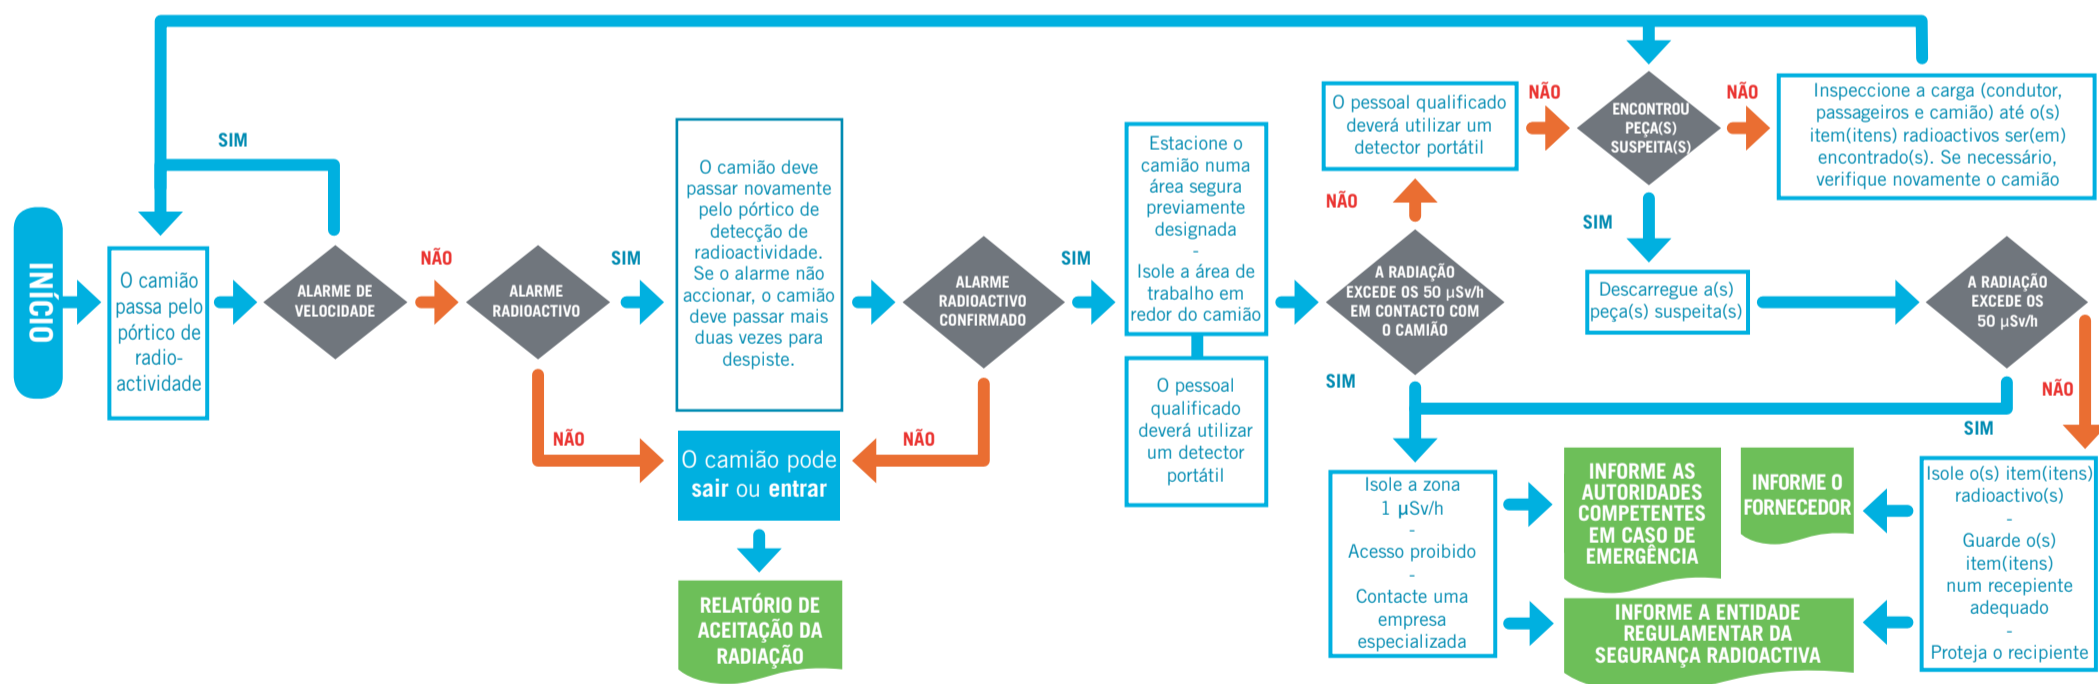 INÍCIO
O camião
passa pelo
pórtico de
radio-
actividade
SIM
ALARME DE
VELOCIDADE
NÃO
ALARME
RADIOACTIVO
SIM
NÃO
O camião deve
passar novamente
pelo pórtico de
detecção de
radioactividade.
Se o alarme não
accionar, o camião
deve passar mais
duas vezes para
despiste.
ALARME
RADIOACTIVO
CONFIRMADO
NÃO
O camião pode
sair ou entrar
RELATÓRIO DE
ACEITAÇÃO DA
RADIAÇÃO
SIM
Estacione o
camião numa
área segura
previamente
designada
-
Isole a área de
trabalho em
redor do camião
O pessoal
qualificado
deverá utilizar
um detector
portátil
A RADIAÇÃO
EXCEDE OS 50 µSv/h
EM CONTACTO COM
O CAMIÃO
NÃO
O pessoal qualificado
deverá utilizar um
detector portátil
NÃO
ENCONTROU
PEÇA(S)
SUSPEITA(S)
NÃO
Inspeccione a carga (condutor,
passageiros e camião) até o(s)
item(itens) radioactivos ser(em)
encontrado(s). Se necessário,
verifique novamente o camião
SIM
Descarregue a(s)
peça(s) suspeita(s)
A RADIAÇÃO
EXCEDE OS
50 µSv/h
SIM
SIM
NÃO
Isole a zona
1 µSv/h
-
Acesso proibido
-
Contacte uma
empresa
especializada
INFORME AS
AUTORIDADES
COMPETENTES
EM CASO DE
EMERGÊNCIA
INFORME O
FORNECEDOR
INFORME A ENTIDADE
REGULAMENTAR DA
SEGURANÇA RADIOACTIVA
Isole o(s) item(itens)
radioactivo(s)
-
Guarde o(s)
item(itens)
num recepiente
adequado
-
Proteja o recipiente